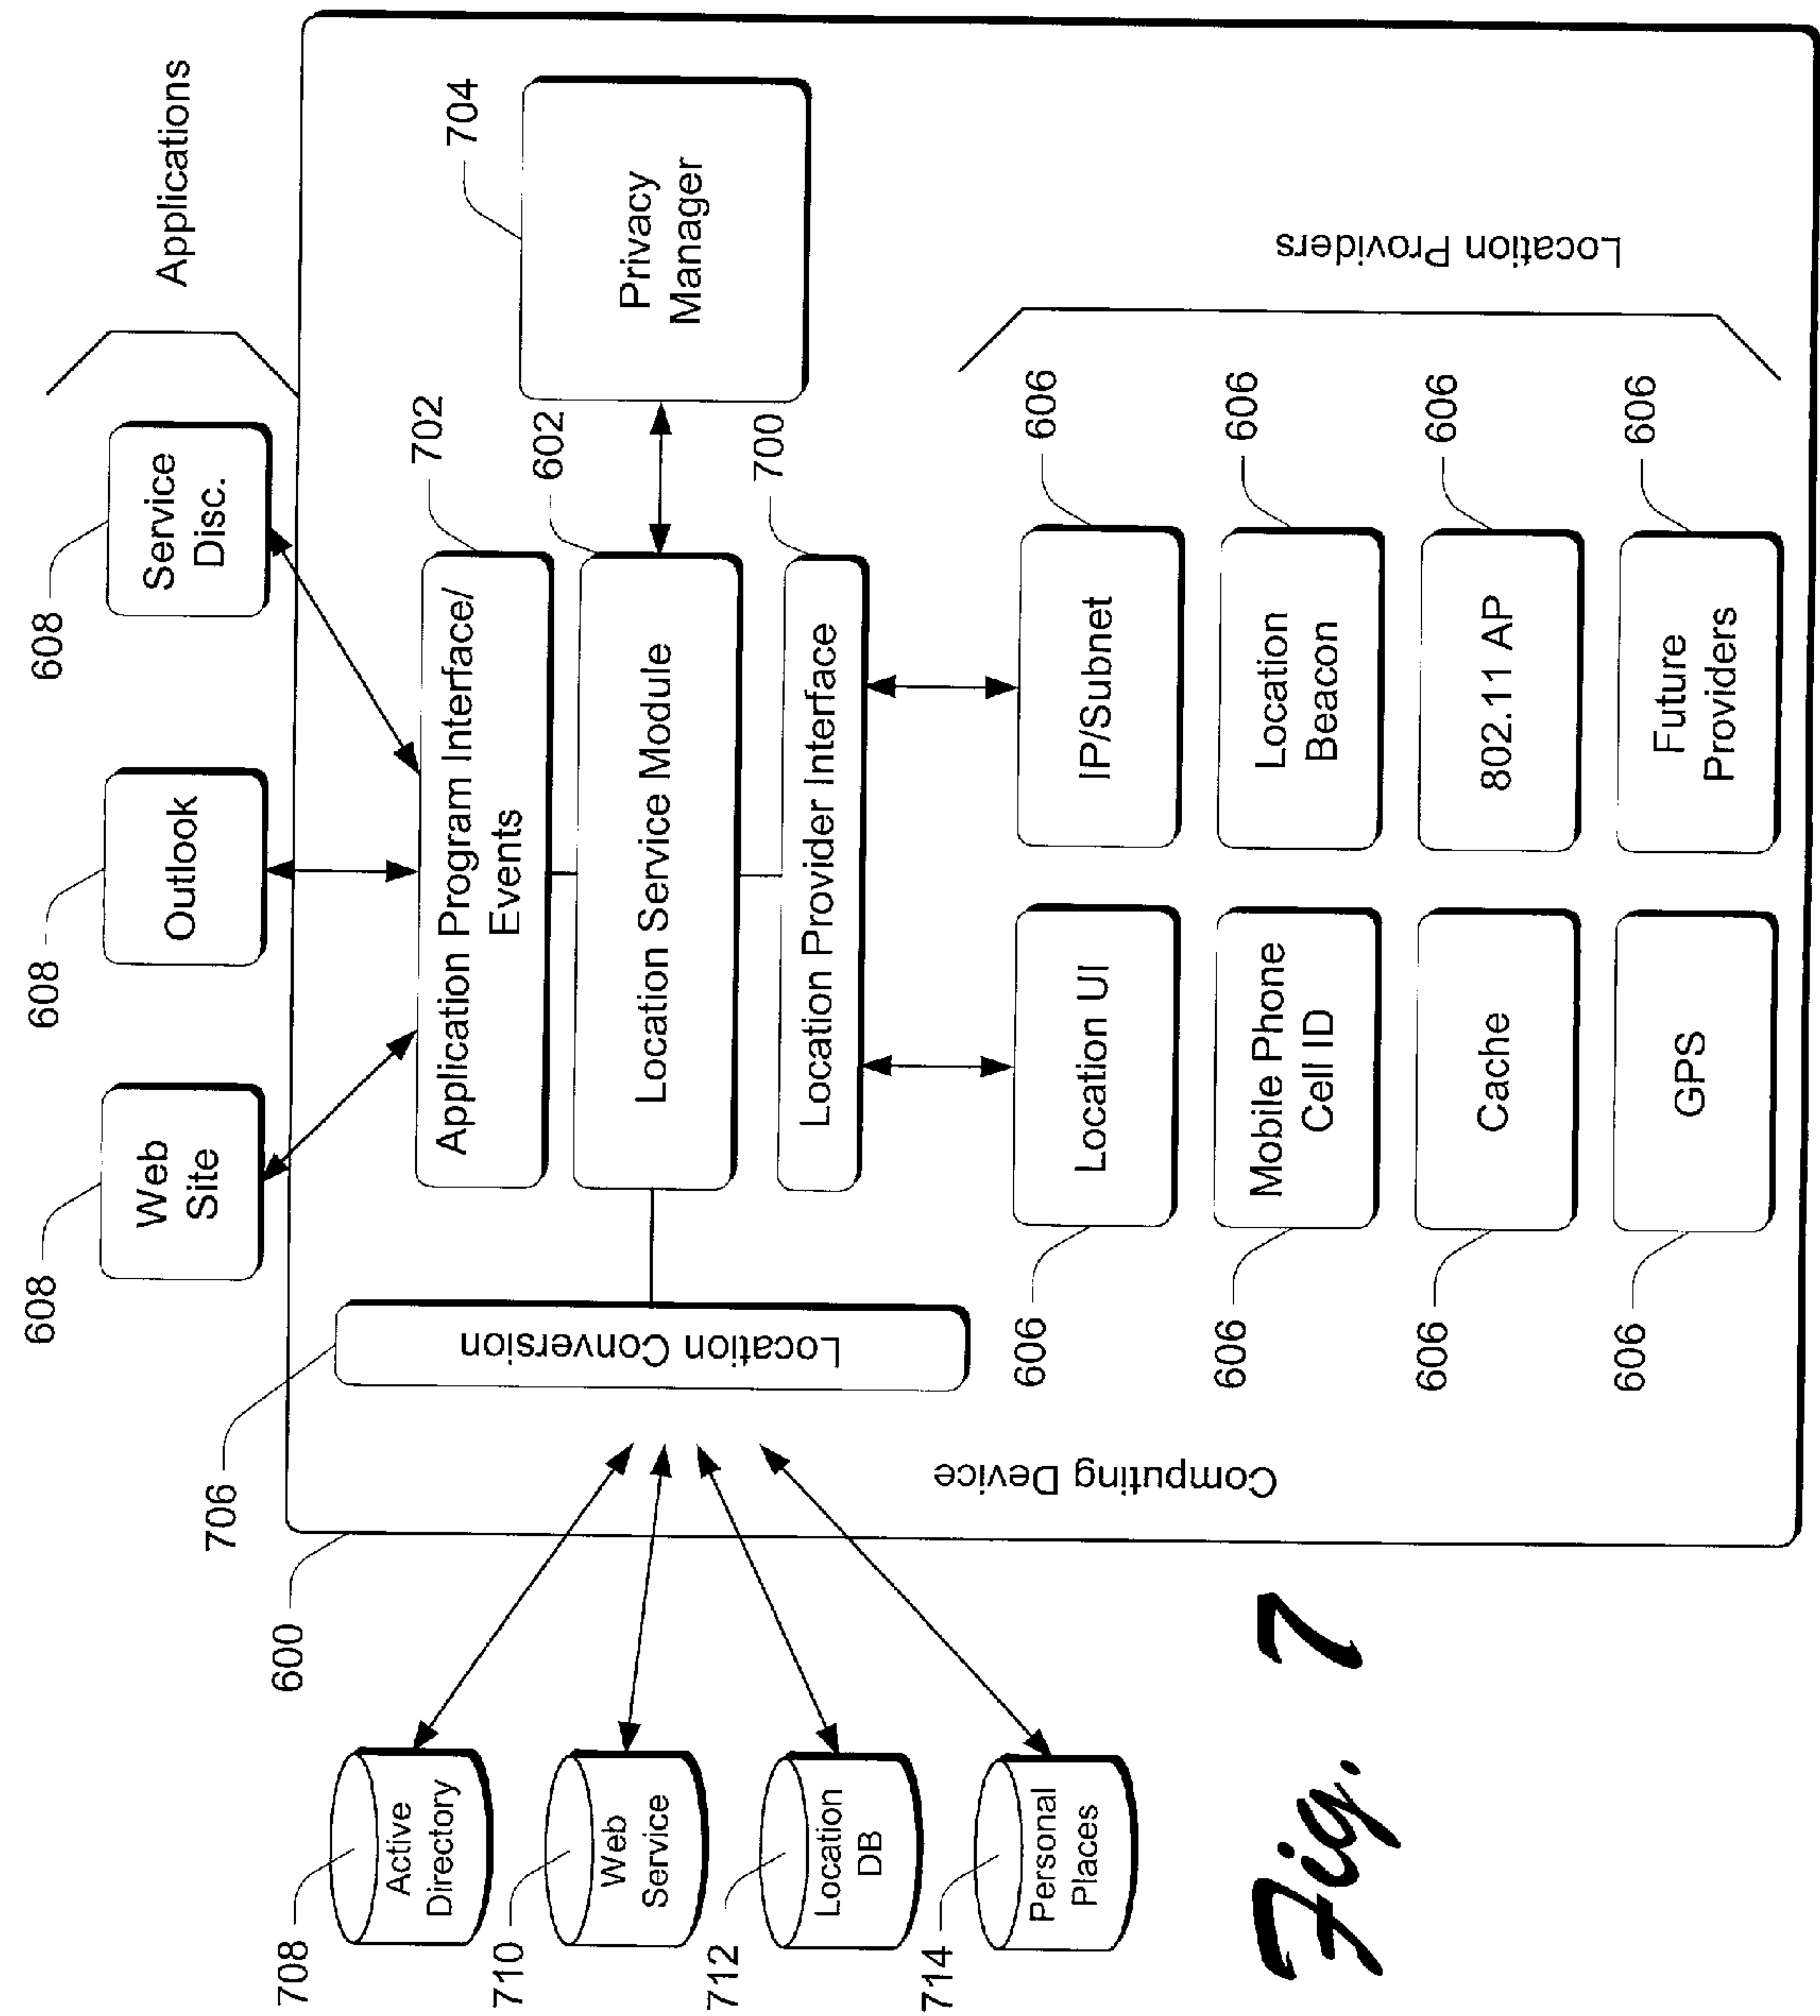 608
608
608
Web
Site
Outlook
Service
Disc.
Applications
706
600
702
704
Application Program Interface/
Events
602
Location Service Module
Privacy
Manager
700
Location Provider Interface
Location Conversion
Computing Device
708
Active
Directory
710
Web
Service
712
Location
DB
714
Personal
Places
606
Location UI
IP/Subnet
606
606
Mobile Phone
Cell ID
Location
Beacon
606
606
Cache
802.11 AP
606
606
GPS
Future
Providers
606
Location Providers
Fig. 7